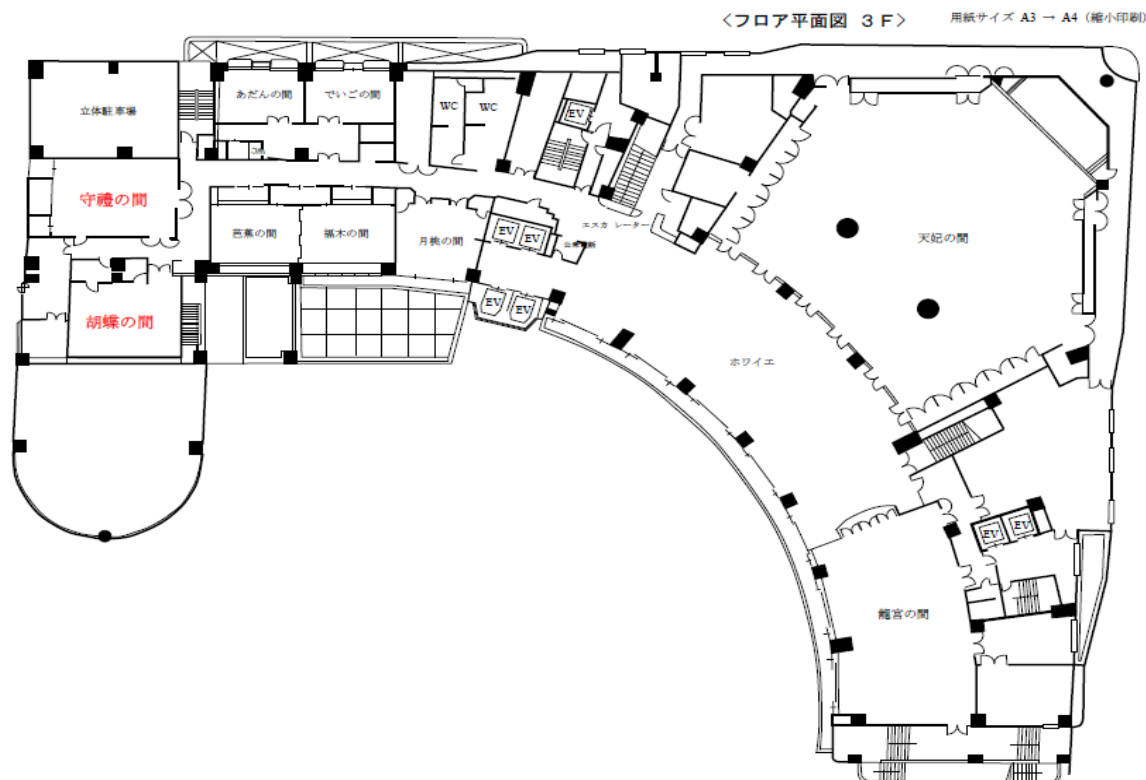 <フロア平面図 3F>
用紙サイズ A3 → A4 (縮小印刷)
立体駐車場
あだんの間
でいごの間
WC
WC
EV
守禮の間
芭蕉の間
福木の間
月桃の間
EV
EV
エスカ レーター
天妃の間
胡蝶の間
EV
EV
ホワイエ
EV
EV
龍宮の間